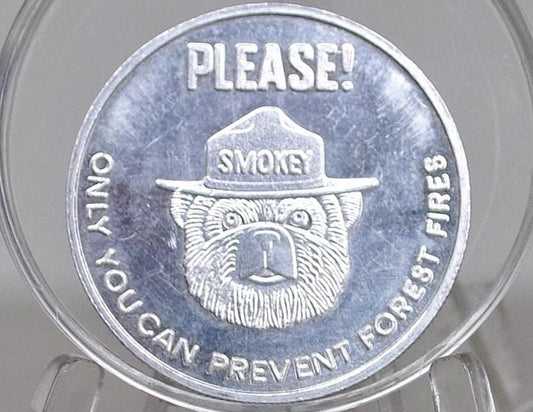 PLEASE!
SMOKEY
ONLY YOU CAN PREVENT FOREST FIRES